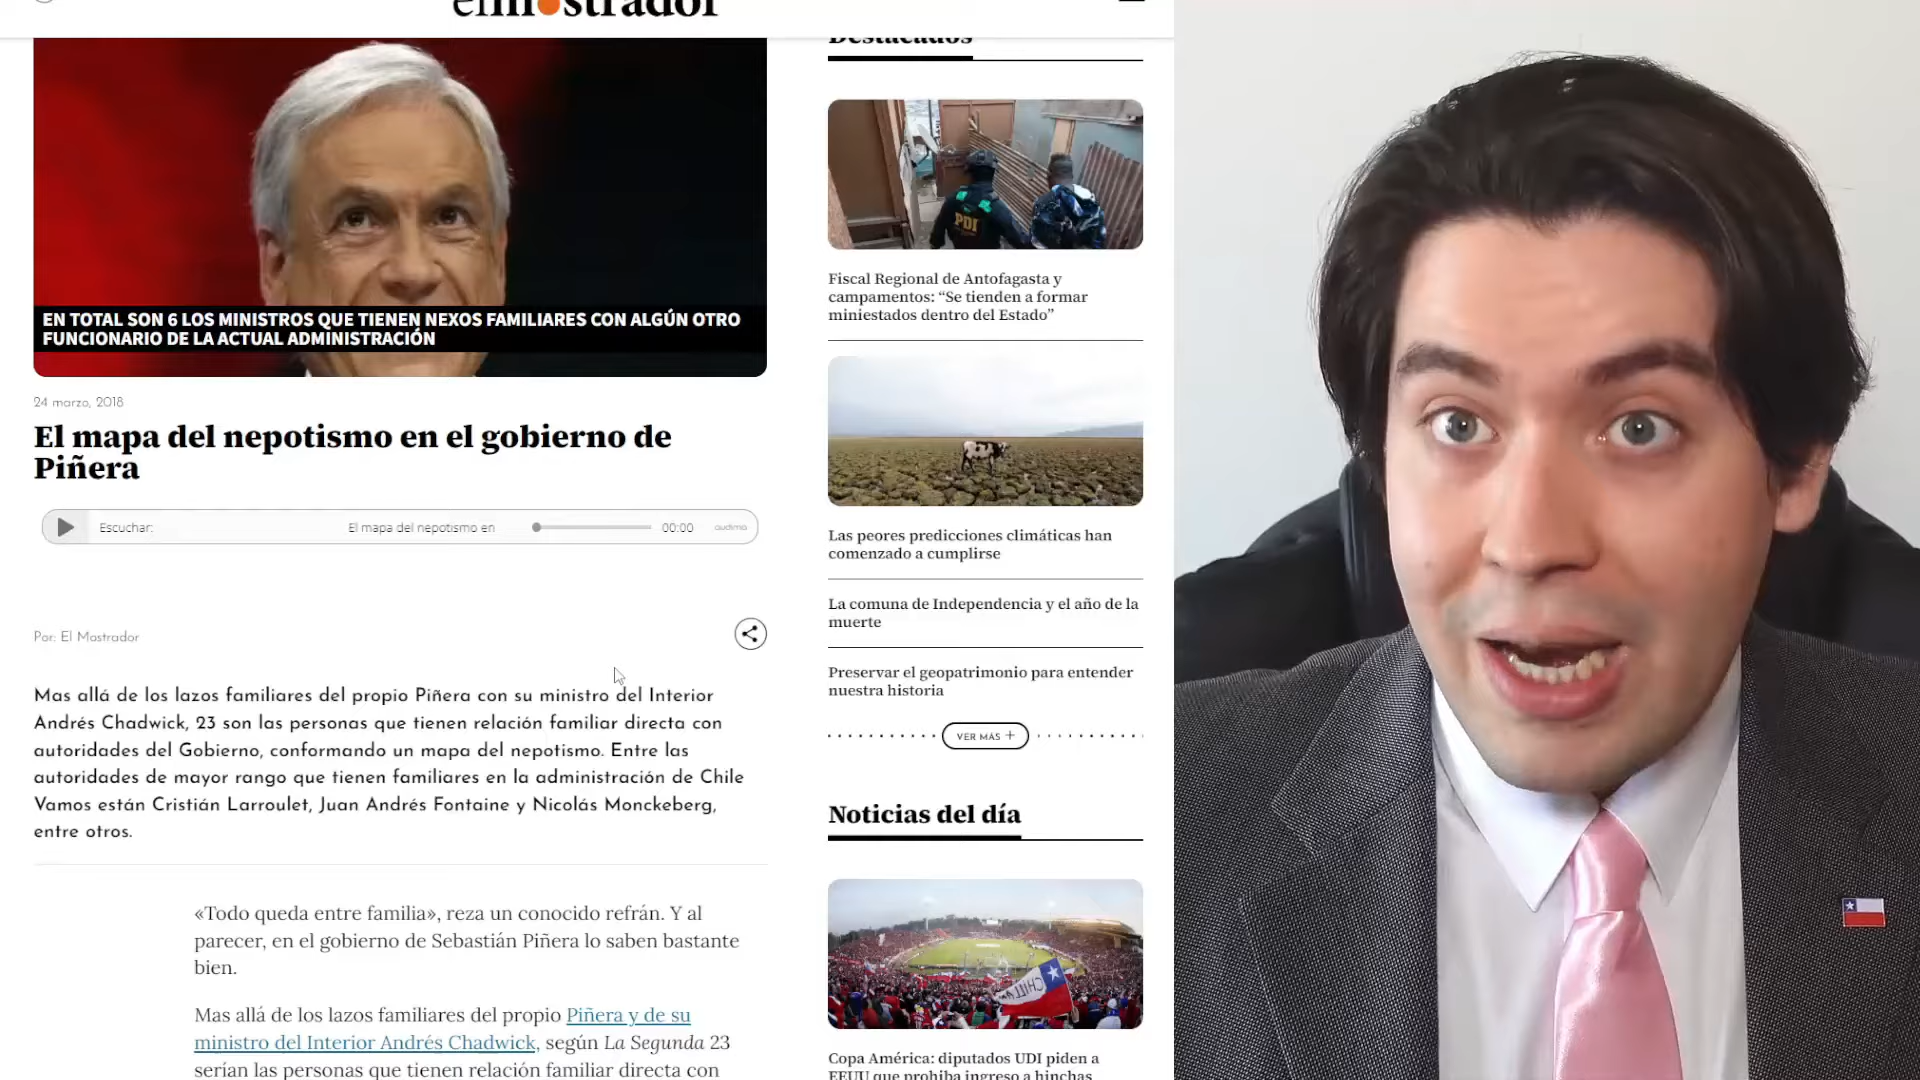 elmostrador
EN TOTAL SON 6 LOS MINISTROS QUE TIENEN NEXOS FAMILIARES CON ALGÚN OTRO
FUNCIONARIO DE LA ACTUAL ADMINISTRACIÓN
24 marzo, 2018
El mapa del nepotismo en el gobierno de
Piñera
Escuchar: El mapa del nepotismo en 00:00 audima
Por: El Mostrador
Mas allá de los lazos familiares del propio Piñera con su ministro del Interior
Andrés Chadwick, 23 son las personas que tienen relación familiar directa con
autoridades del Gobierno, conformando un mapa del nepotismo. Entre las
autoridades de mayor rango que tienen familiares en la administración de Chile
Vamos están Cristián Larroulet, Juan Andrés Fontaine y Nicolás Monckeberg,
entre otros.
«Todo queda entre familia», reza un conocido refrán. Y al
parecer, en el gobierno de Sebastián Piñera lo saben bastante
bien.
Mas allá de los lazos familiares del propio Piñera y de su
ministro del Interior Andrés Chadwick, según La Segunda 23
serían las personas que tienen relación familiar directa con
Destacados
PDI
Fiscal Regional de Antofagasta y
campamentos: “Se tienden a formar
miniestados dentro del Estado”
Las peores predicciones climáticas han
comenzado a cumplirse
La comuna de Independencia y el año de la
muerte
Preservar el geopatrimonio para entender
nuestra historia
VER MÁS +
Noticias del día
Copa América: diputados UDI piden a
EEUU que prohiba ingreso a hinchas